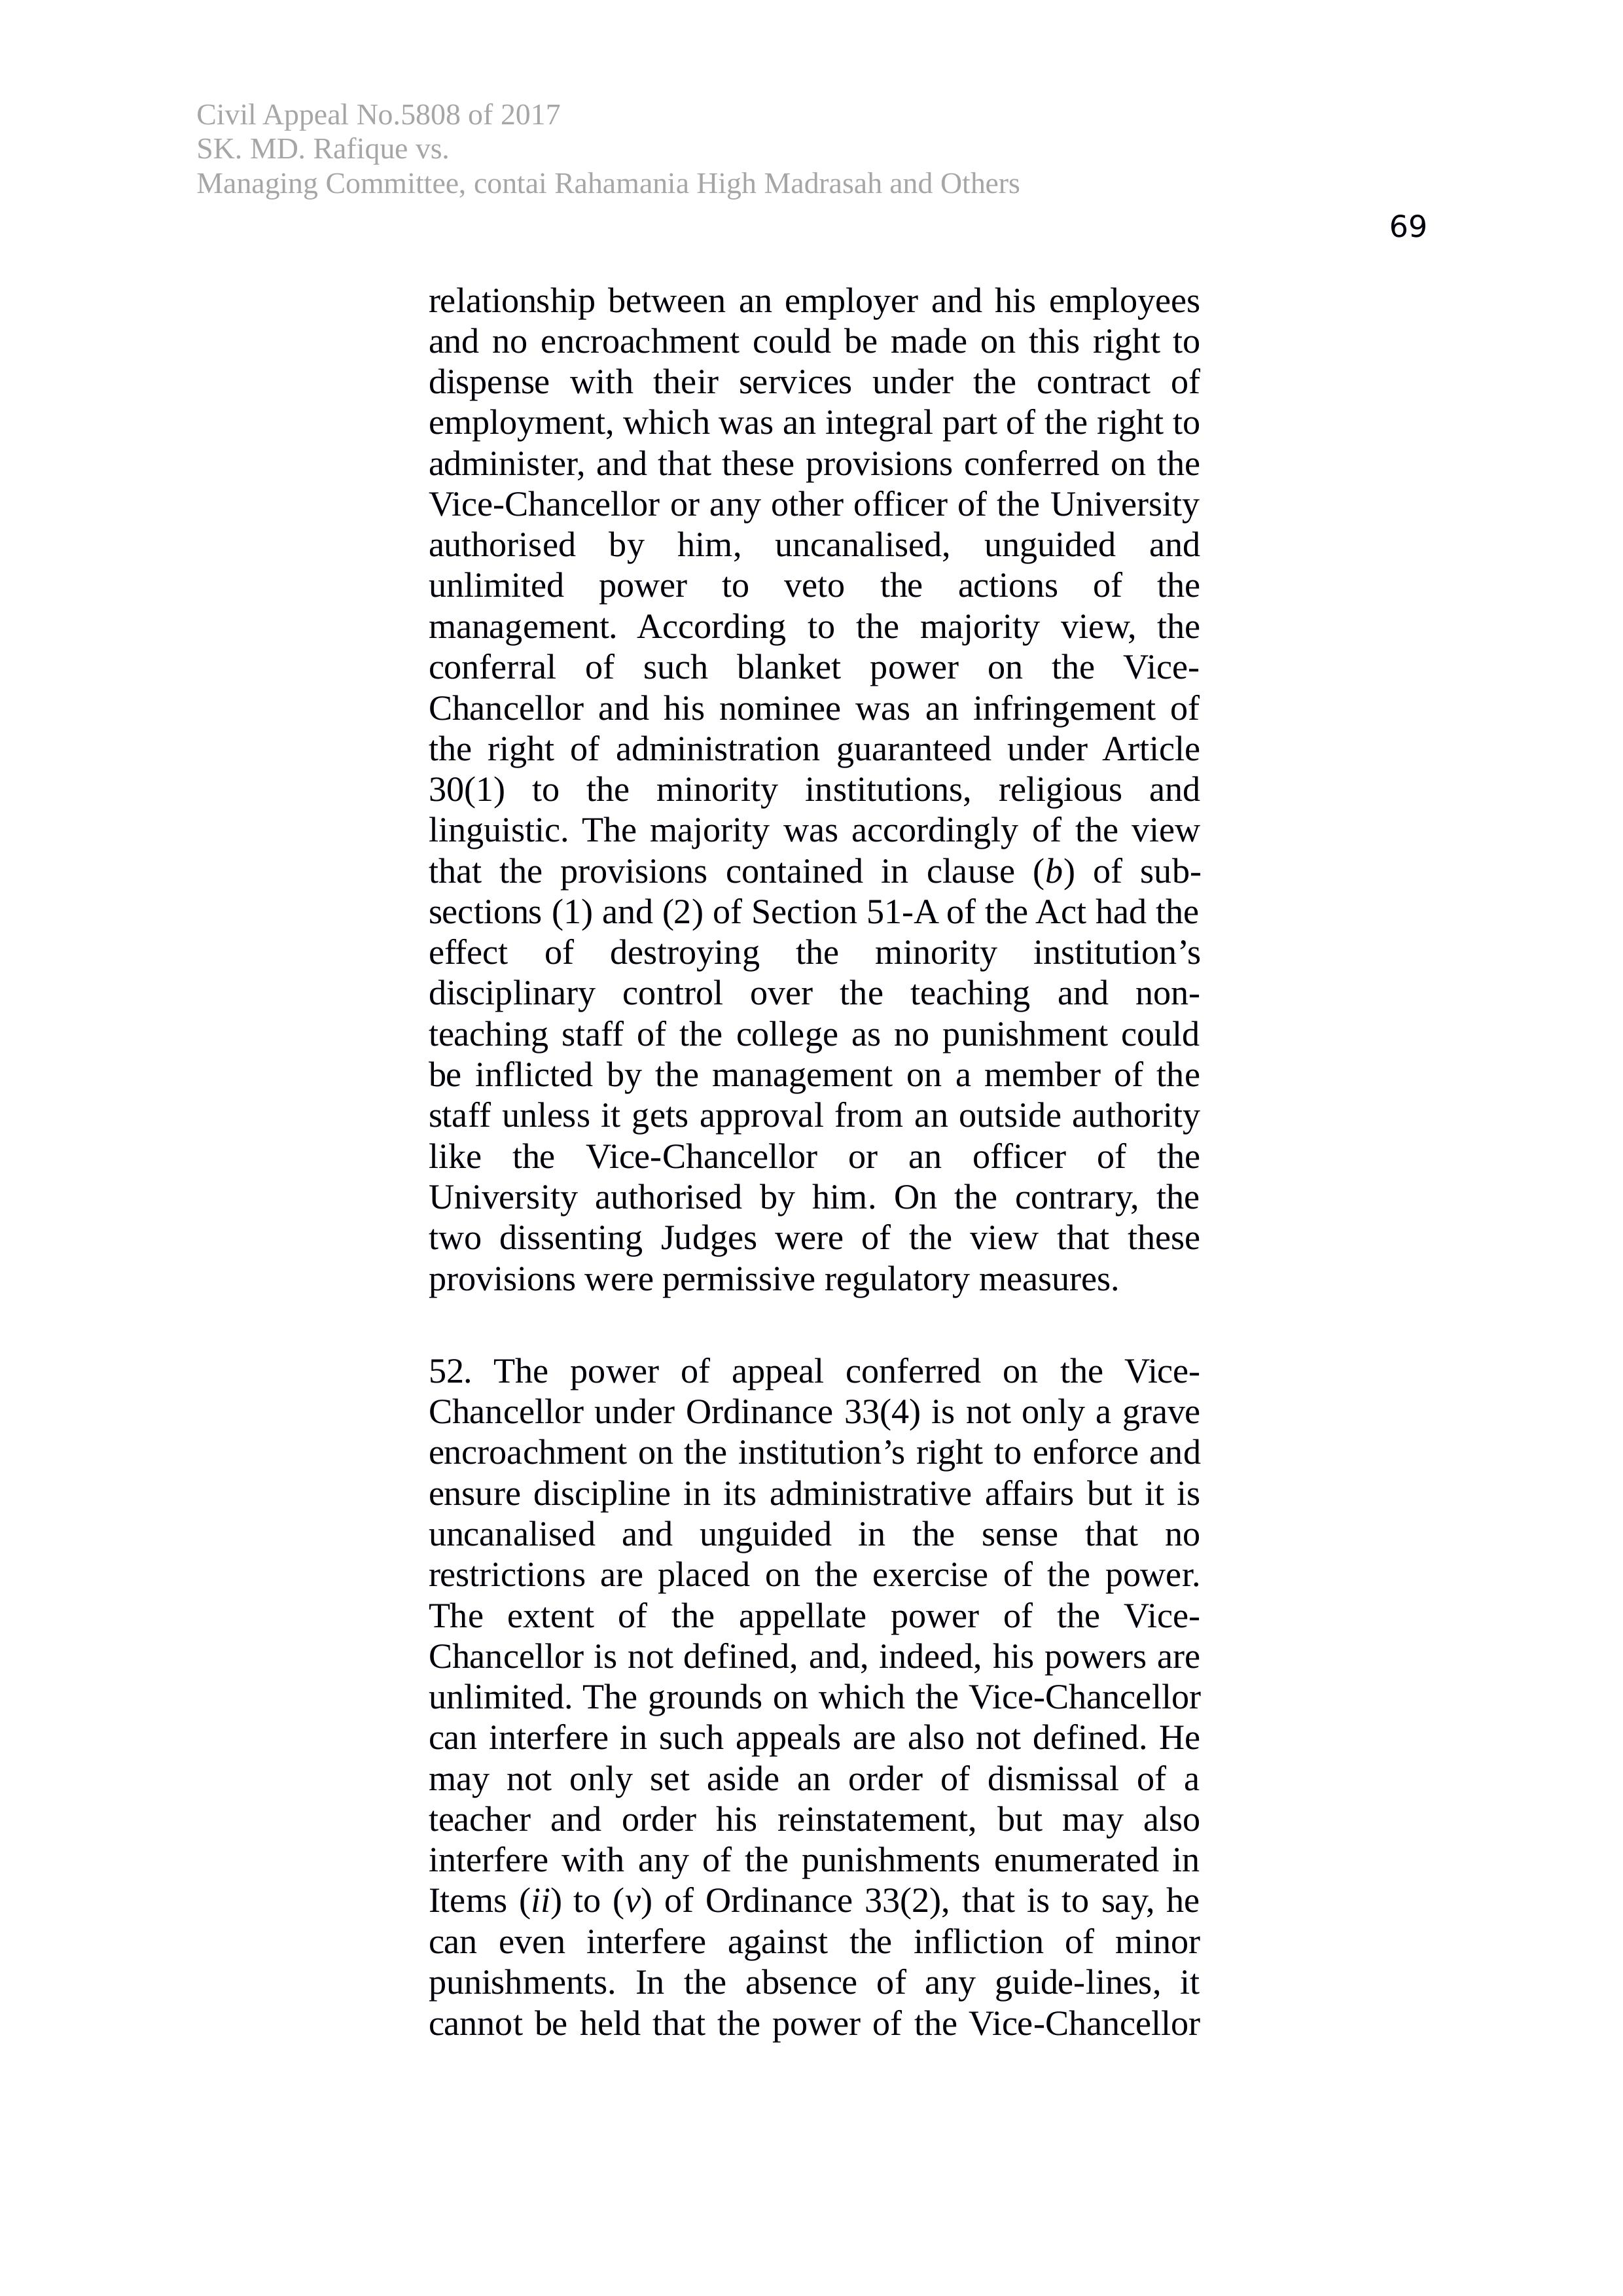 Civil Appeal No.5808 of 2017
SK. MD. Rafique vs.
Managing Committee, contai Rahamania High Madrasah and Others
69
relationship between an employer and his employees
and no encroachment could be made on this right to
dispense with their services under the contract of
employment, which was an integral part of the right to
administer, and that these provisions conferred on the
Vice-Chancellor or any other officer of the University
authorised by him, uncanalised, unguided and
unlimited power to veto the actions of the
management. According to the majority view, the
conferral of such blanket power on the Vice-
Chancellor and his nominee was an infringement of
the right of administration guaranteed under Article
30(1) to the minority institutions, religious and
linguistic. The majority was accordingly of the view
that the provisions contained in clause (b) of sub-
sections (1) and (2) of Section 51-A of the Act had the
effect of destroying the minority institution’s
disciplinary control over the teaching and non-
teaching staff of the college as no punishment could
be inflicted by the management on a member of the
staff unless it gets approval from an outside authority
like the Vice-Chancellor or an officer of the
University authorised by him. On the contrary, the
two dissenting Judges were of the view that these
provisions were permissive regulatory measures.
52. The power of appeal conferred on the Vice-
Chancellor under Ordinance 33(4) is not only a grave
encroachment on the institution’s right to enforce and
ensure discipline in its administrative affairs but it is
uncanalised and unguided in the sense that no
restrictions are placed on the exercise of the power.
The extent of the appellate power of the Vice-
Chancellor is not defined, and, indeed, his powers are
unlimited. The grounds on which the Vice-Chancellor
can interfere in such appeals are also not defined. He
may not only set aside an order of dismissal of a
teacher and order his reinstatement, but may also
interfere with any of the punishments enumerated in
Items (ii) to (v) of Ordinance 33(2), that is to say, he
can even interfere against the infliction of minor
punishments. In the absence of any guide-lines, it
cannot be held that the power of the Vice-Chancellor